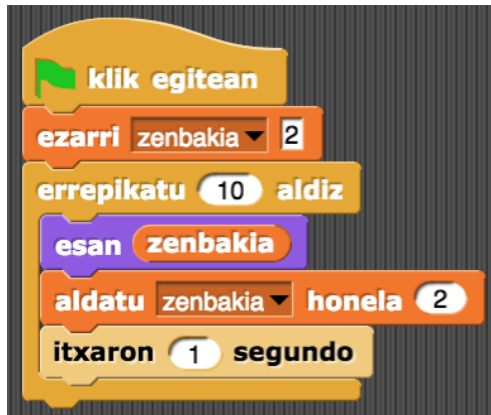 klik egitean
ezarri zenbakia 2
errepikatu 10 aldiz
esan zenbakia
aldatu zenbakia honela 2
itxaron 1 segundo